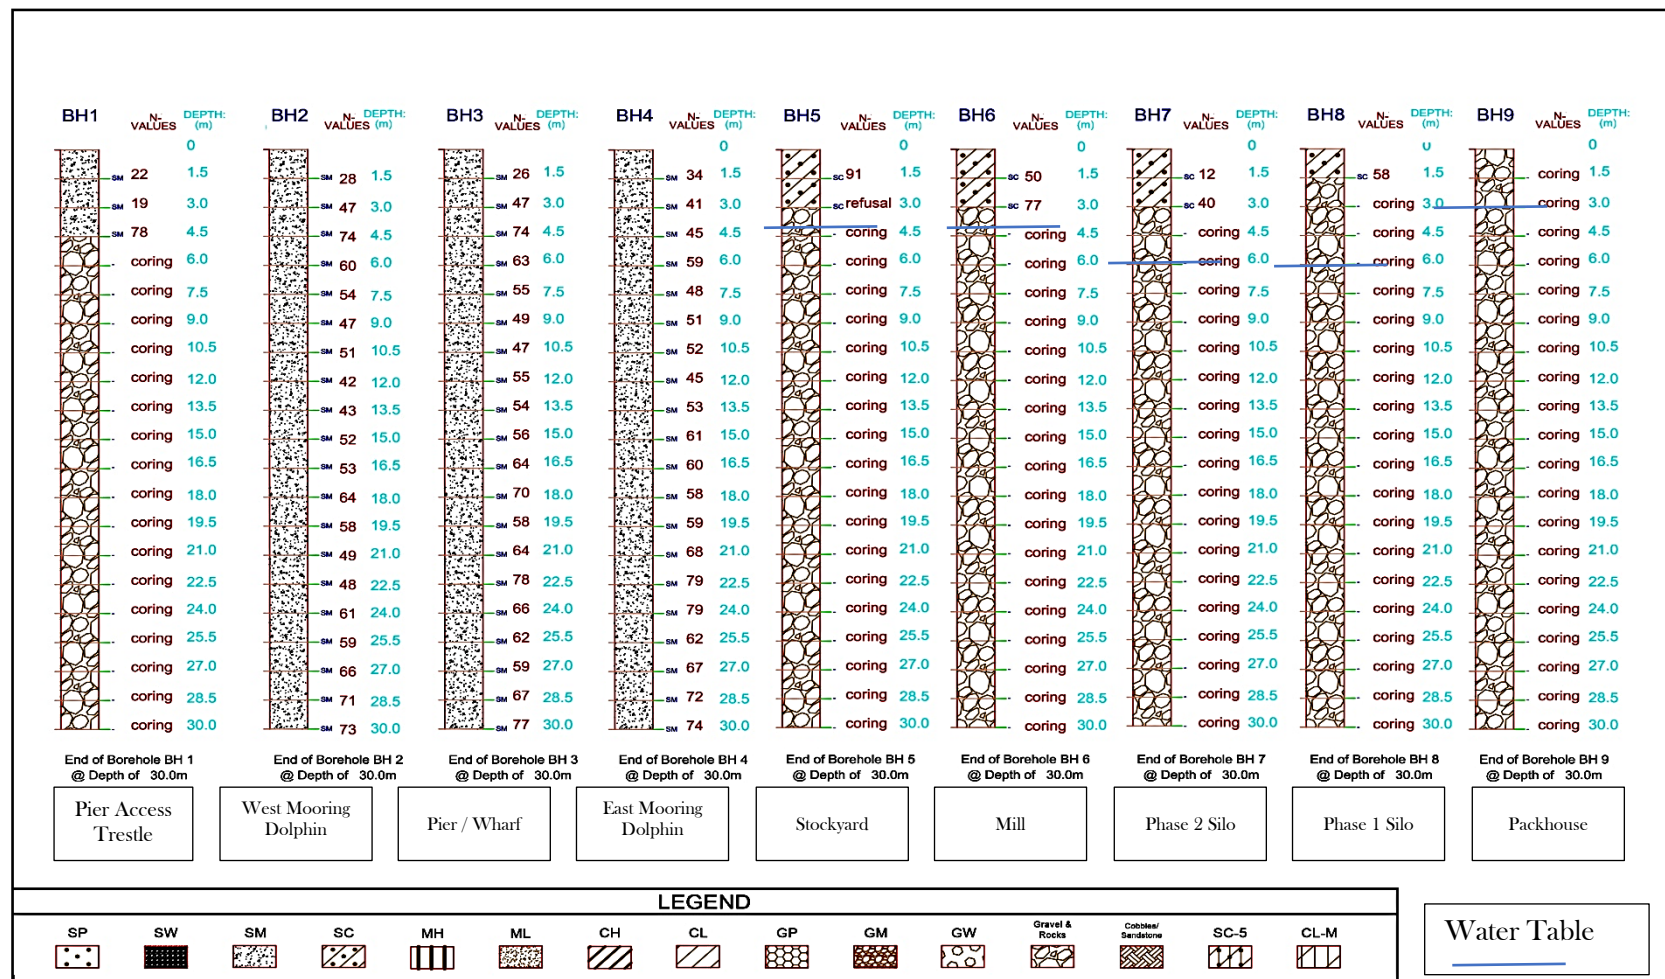 BH1 N-VALUES DEPTH: (m) BH2 N-VALUES DEPTH: (m) BH3 N-VALUES DEPTH: (m) BH4 N-VALUES DEPTH: (m) BH5 N-VALUES DEPTH: (m) BH6 N-VALUES DEPTH: (m) BH7 N-VALUES DEPTH: (m) BH8 N-VALUES DEPTH: (m) BH9 N-VALUES DEPTH: (m)
0 0 0 0 0 0 0
SM 22 1.5 SM 28 1.5 SM 26 1.5 SM 34 1.5 SC 91 1.5 SC 50 1.5 SC 12 1.5 SC 58 1.5 coring 1.5
SM 19 3.0 SM 47 3.0 SM 47 3.0 SM 41 3.0 SC refusal 3.0 SC 77 3.0 SC 40 3.0 coring 3.0 coring 3.0
SM 78 4.5 SM 74 4.5 SM 74 4.5 SM 45 4.5 coring 4.5 coring 4.5 coring 4.5 coring 4.5 coring 4.5
coring 6.0 SM 60 6.0 SM 63 6.0 SM 59 6.0 coring 6.0 coring 6.0 coring 6.0 coring 6.0 coring 6.0
coring 7.5 SM 54 7.5 SM 55 7.5 SM 48 7.5 coring 7.5 coring 7.5 coring 7.5 coring 7.5 coring 7.5
coring 9.0 SM 47 9.0 SM 49 9.0 SM 51 9.0 coring 9.0 coring 9.0 coring 9.0 coring 9.0 coring 9.0
coring 10.5 SM 51 10.5 SM 47 10.5 SM 52 10.5 coring 10.5 coring 10.5 coring 10.5 coring 10.5 coring 10.5
coring 12.0 SM 42 12.0 SM 55 12.0 SM 45 12.0 coring 12.0 coring 12.0 coring 12.0 coring 12.0 coring 12.0
coring 13.5 SM 43 13.5 SM 54 13.5 SM 53 13.5 coring 13.5 coring 13.5 coring 13.5 coring 13.5 coring 13.5
coring 15.0 SM 52 15.0 SM 56 15.0 SM 61 15.0 coring 15.0 coring 15.0 coring 15.0 coring 15.0 coring 15.0
coring 16.5 SM 53 16.5 SM 64 16.5 SM 60 16.5 coring 16.5 coring 16.5 coring 16.5 coring 16.5 coring 16.5
coring 18.0 SM 64 18.0 SM 70 18.0 SM 58 18.0 coring 18.0 coring 18.0 coring 18.0 coring 18.0 coring 18.0
coring 19.5 SM 58 19.5 SM 58 19.5 SM 59 19.5 coring 19.5 coring 19.5 coring 19.5 coring 19.5 coring 19.5
coring 21.0 SM 49 21.0 SM 64 21.0 SM 68 21.0 coring 21.0 coring 21.0 coring 21.0 coring 21.0 coring 21.0
coring 22.5 SM 48 22.5 SM 78 22.5 SM 79 22.5 coring 22.5 coring 22.5 coring 22.5 coring 22.5 coring 22.5
coring 24.0 SM 61 24.0 SM 66 24.0 SM 79 24.0 coring 24.0 coring 24.0 coring 24.0 coring 24.0 coring 24.0
coring 25.5 SM 59 25.5 SM 62 25.5 SM 62 25.5 coring 25.5 coring 25.5 coring 25.5 coring 25.5 coring 25.5
coring 27.0 SM 66 27.0 SM 59 27.0 SM 67 27.0 coring 27.0 coring 27.0 coring 27.0 coring 27.0 coring 27.0
coring 28.5 SM 71 28.5 SM 67 28.5 SM 72 28.5 coring 28.5 coring 28.5 coring 28.5 coring 28.5 coring 28.5
coring 30.0 SM 73 30.0 SM 77 30.0 SM 74 30.0 coring 30.0 coring 30.0 coring 30.0 coring 30.0 coring 30.0
End of Borehole BH 1 End of Borehole BH 2 End of Borehole BH 3 End of Borehole BH 4 End of Borehole BH 5 End of Borehole BH 6 End of Borehole BH 7 End of Borehole BH 8 End of Borehole BH 9
@ Depth of 30.0m @ Depth of 30.0m @ Depth of 30.0m @ Depth of 30.0m @ Depth of 30.0m @ Depth of 30.0m @ Depth of 30.0m @ Depth of 30.0m @ Depth of 30.0m
Pier Access
Trestle
West Mooring
Dolphin
Pier / Wharf
East Mooring
Dolphin
Stockyard
Mill
Phase 2 Silo
Phase 1 Silo
Packhouse
LEGEND
SP SW SM SC MH ML CH CL GP GM GW Gravel & Rocks Cobbles/ Sandstone SC-5 CL-M
Water Table